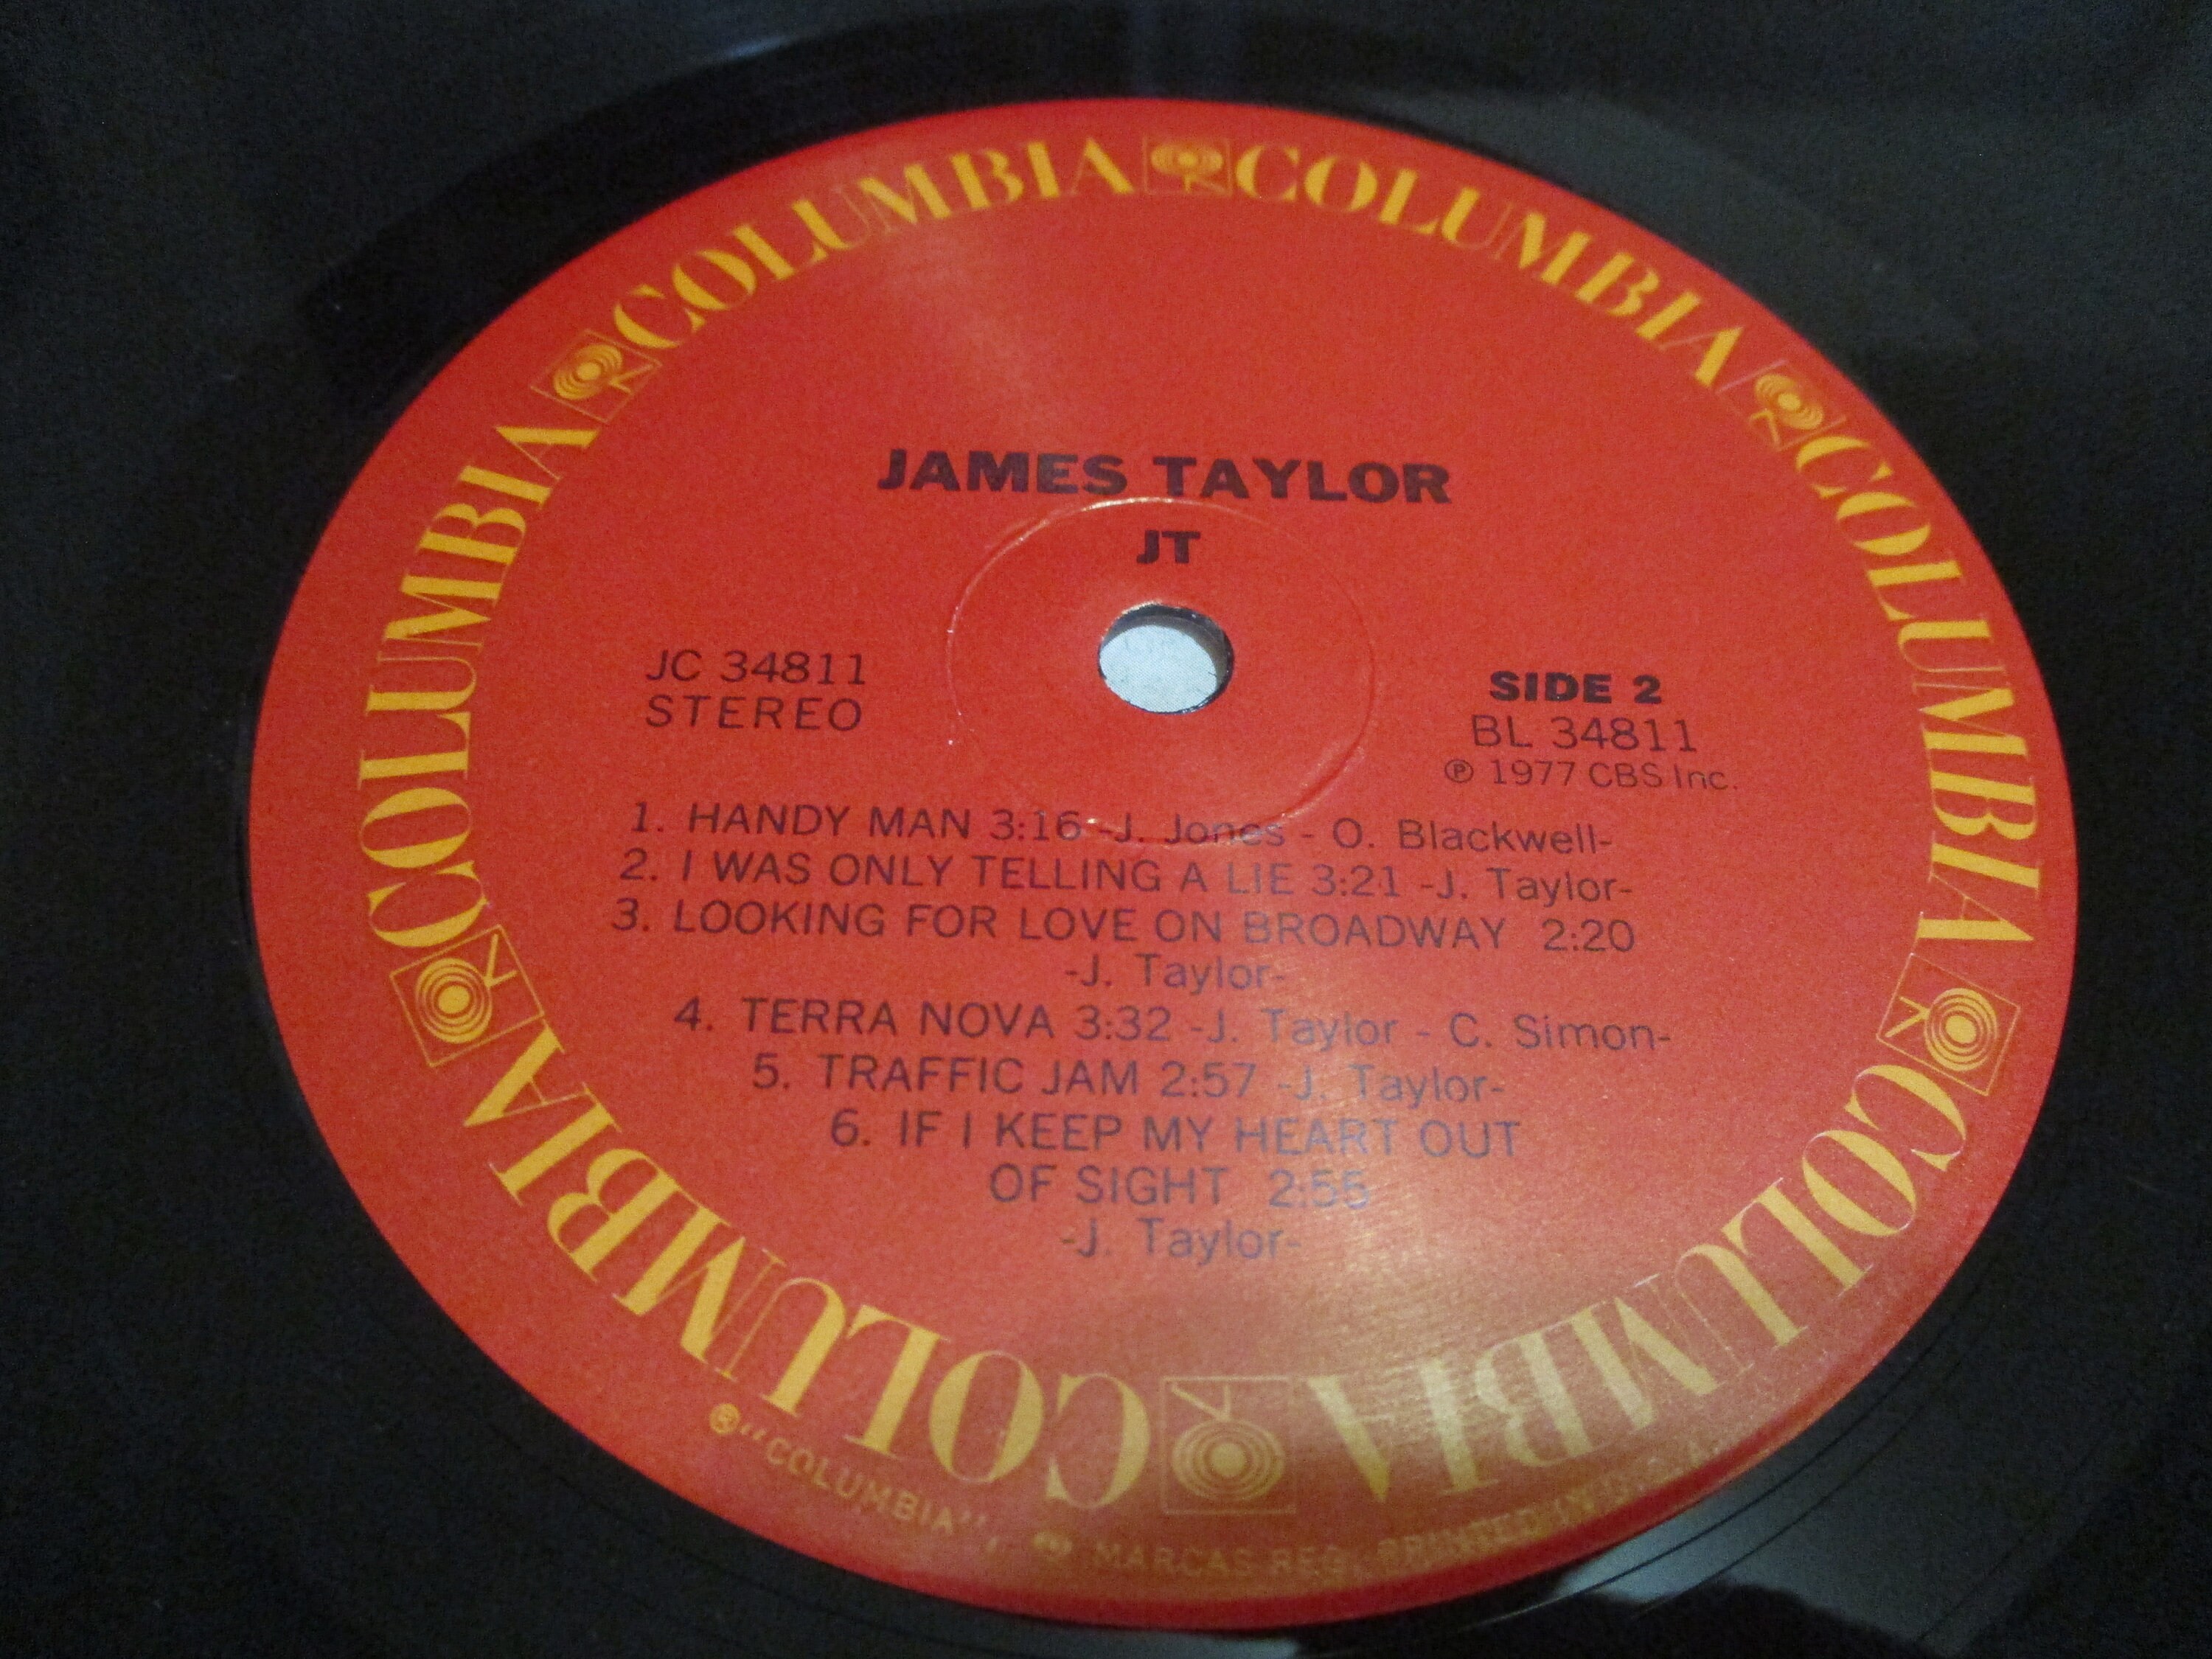 COLUMBIA COLUMBIA COLUMBIA COLUMBIA COLUMBIA COLUMBIA
JAMES TAYLOR
JT
JC 34811
STEREO
SIDE 2
BL 34811
℗ 1977 CBS Inc.
1. HANDY MAN 3:16 -J. Jones - O. Blackwell-
2. I WAS ONLY TELLING A LIE 3:21 -J. Taylor-
3. LOOKING FOR LOVE ON BROADWAY 2:20
-J. Taylor-
4. TERRA NOVA 3:32 -J. Taylor - C. Simon-
5. TRAFFIC JAM 2:57 -J. Taylor-
6. IF I KEEP MY HEART OUT
OF SIGHT 2:55
-J. Taylor-
® "COLUMBIA", MARCAS REG. PRINTED IN U.S.A.